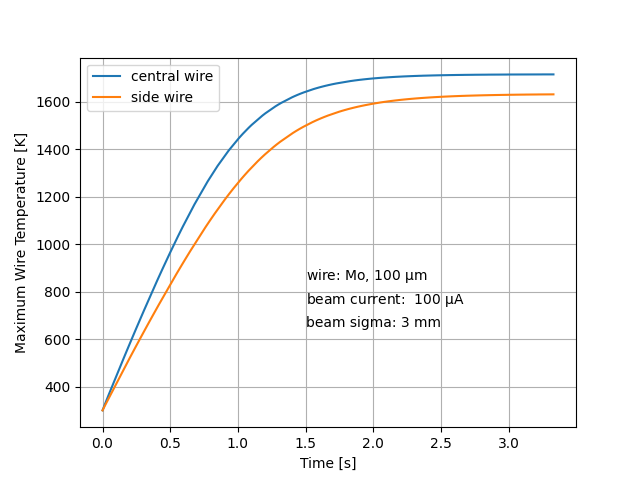 central wire
side wire
Maximum Wire Temperature [K]
1600
1400
1200
1000
800
600
400
wire: Mo, 100 μm
beam current:  100 μA
beam sigma: 3 mm
0.0 0.5 1.0 1.5 2.0 2.5 3.0
Time [s]